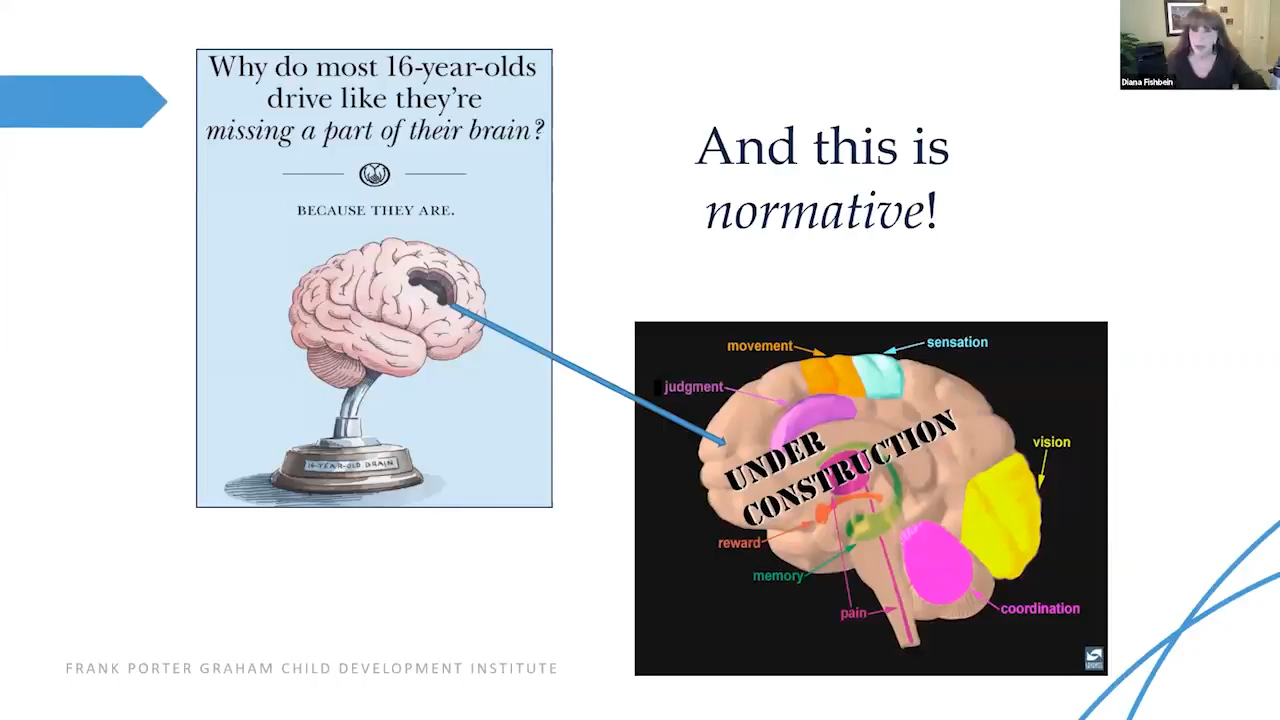 Why do most 16-year-olds
drive like they're
missing a part of their brain?
BECAUSE THEY ARE.
16-YEAR-OLD BRAIN
And this is
normative!
movement
sensation
judgment
vision
UNDER
CONSTRUCTION
reward
memory
pain
coordination
FRANK PORTER GRAHAM CHILD DEVELOPMENT INSTITUTE
Diana Fishbein